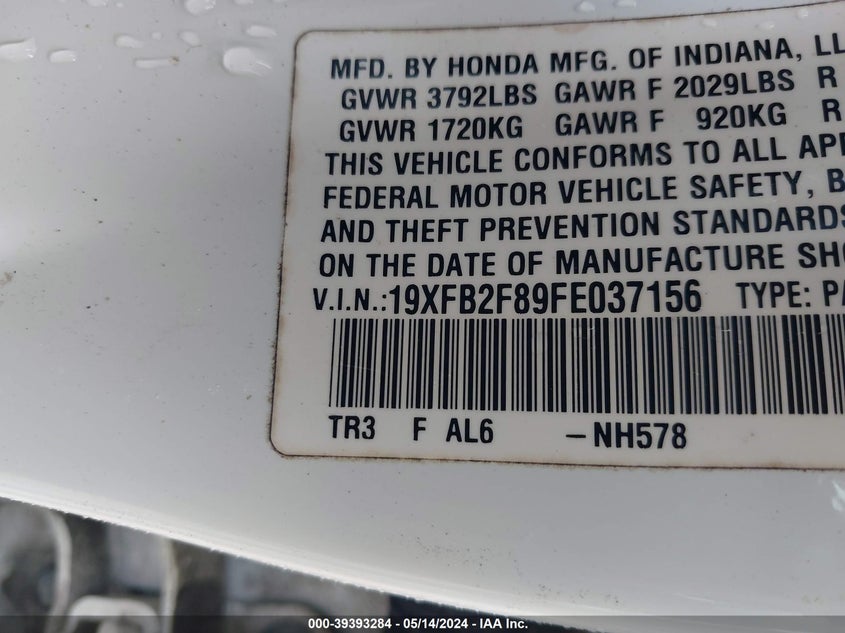 MFD. BY HONDA MFG. OF INDIANA, LL
GVWR 3792LBS GAWR F 2029LBS R
GVWR 1720KG GAWR F 920KG R
THIS VEHICLE CONFORMS TO ALL APP
FEDERAL MOTOR VEHICLE SAFETY, B
AND THEFT PREVENTION STANDARDS
ON THE DATE OF MANUFACTURE SHO
V.I.N.:19XFB2F89FE037156 TYPE: PA
TR3 F AL6 -NH578
000-39393284 - 05/14/2024 - IAA Inc.